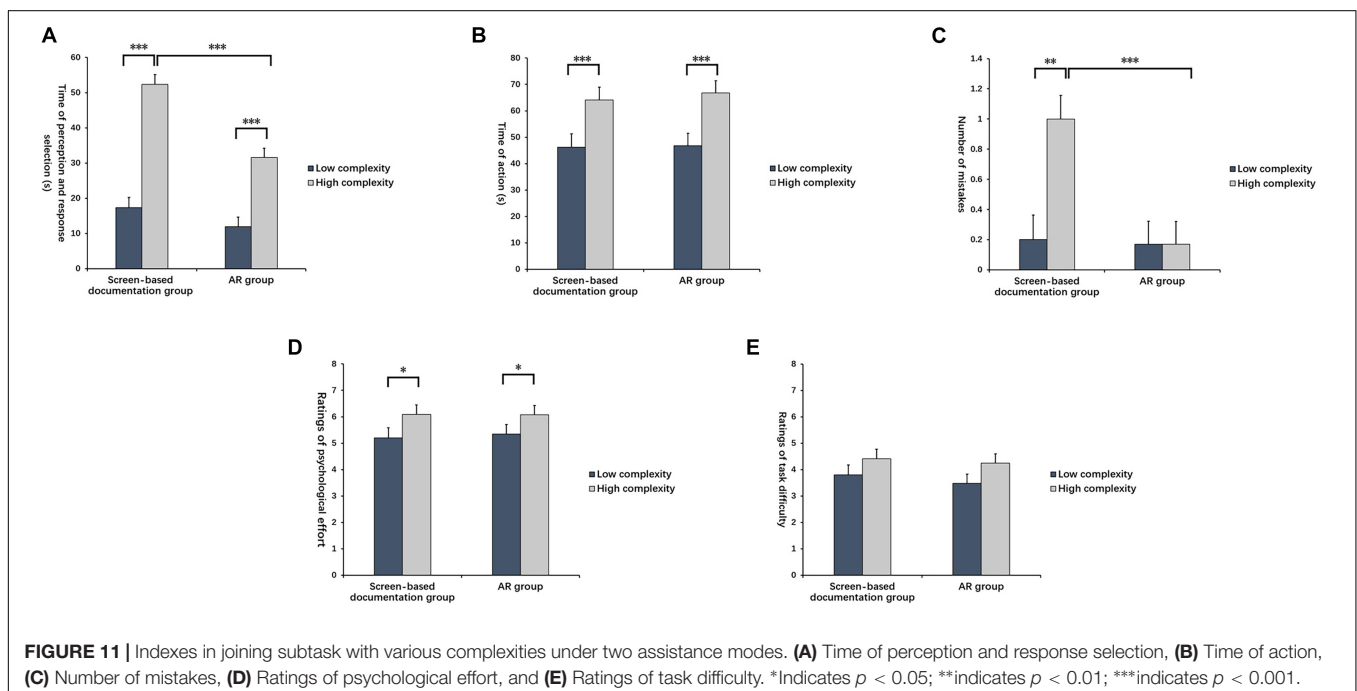 A
***
***
***
60
50
40
30
20
10
0
Time of perception and response
selection (s)
Screen-based
documentation group
AR group
Low complexity
High complexity
B
***
***
80
70
60
50
40
30
20
10
0
Time of action (s)
Screen-based
documentation group
AR group
Low complexity
High complexity
C
**
***
1.4
1.2
1
0.8
0.6
0.4
0.2
0
Number of mistakes
Screen-based
documentation group
AR group
Low complexity
High complexity
D
*
*
8
7
6
5
4
3
2
1
0
Ratings of psychological effort
Screen-based
documentation group
AR group
Low complexity
High complexity
E
8
7
6
5
4
3
2
1
0
Ratings of task difficulty
Screen-based
documentation group
AR group
Low complexity
High complexity
FIGURE 11 | Indexes in joining subtask with various complexities under two assistance modes. (A) Time of perception and response selection, (B) Time of action,
(C) Number of mistakes, (D) Ratings of psychological effort, and (E) Ratings of task difficulty. *Indicates p < 0.05; **indicates p < 0.01; ***indicates p < 0.001.